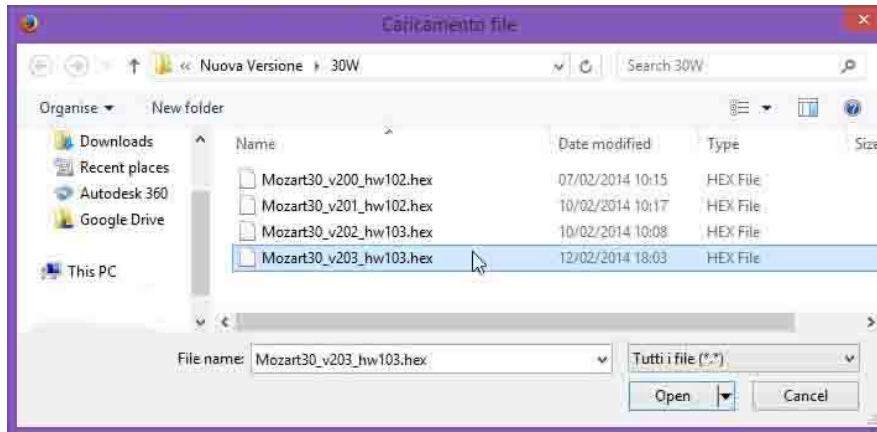 Caricamento file
« Nuova Versione 30W Search 30W
Organise New folder
Downloads
Recent places
Autodesk 360
Google Drive
This PC
Name Date modified Type Size
Mozart30_v200_hw102.hex 07/02/2014 10:15 HEX File
Mozart30_v201_hw102.hex 10/02/2014 10:17 HEX File
Mozart30_v202_hw103.hex 10/02/2014 10:08 HEX File
Mozart30_v203_hw103.hex 12/02/2014 18:03 HEX File
File name: Mozart30_v203_hw103.hex Tutti i file (*.*)
Open Cancel